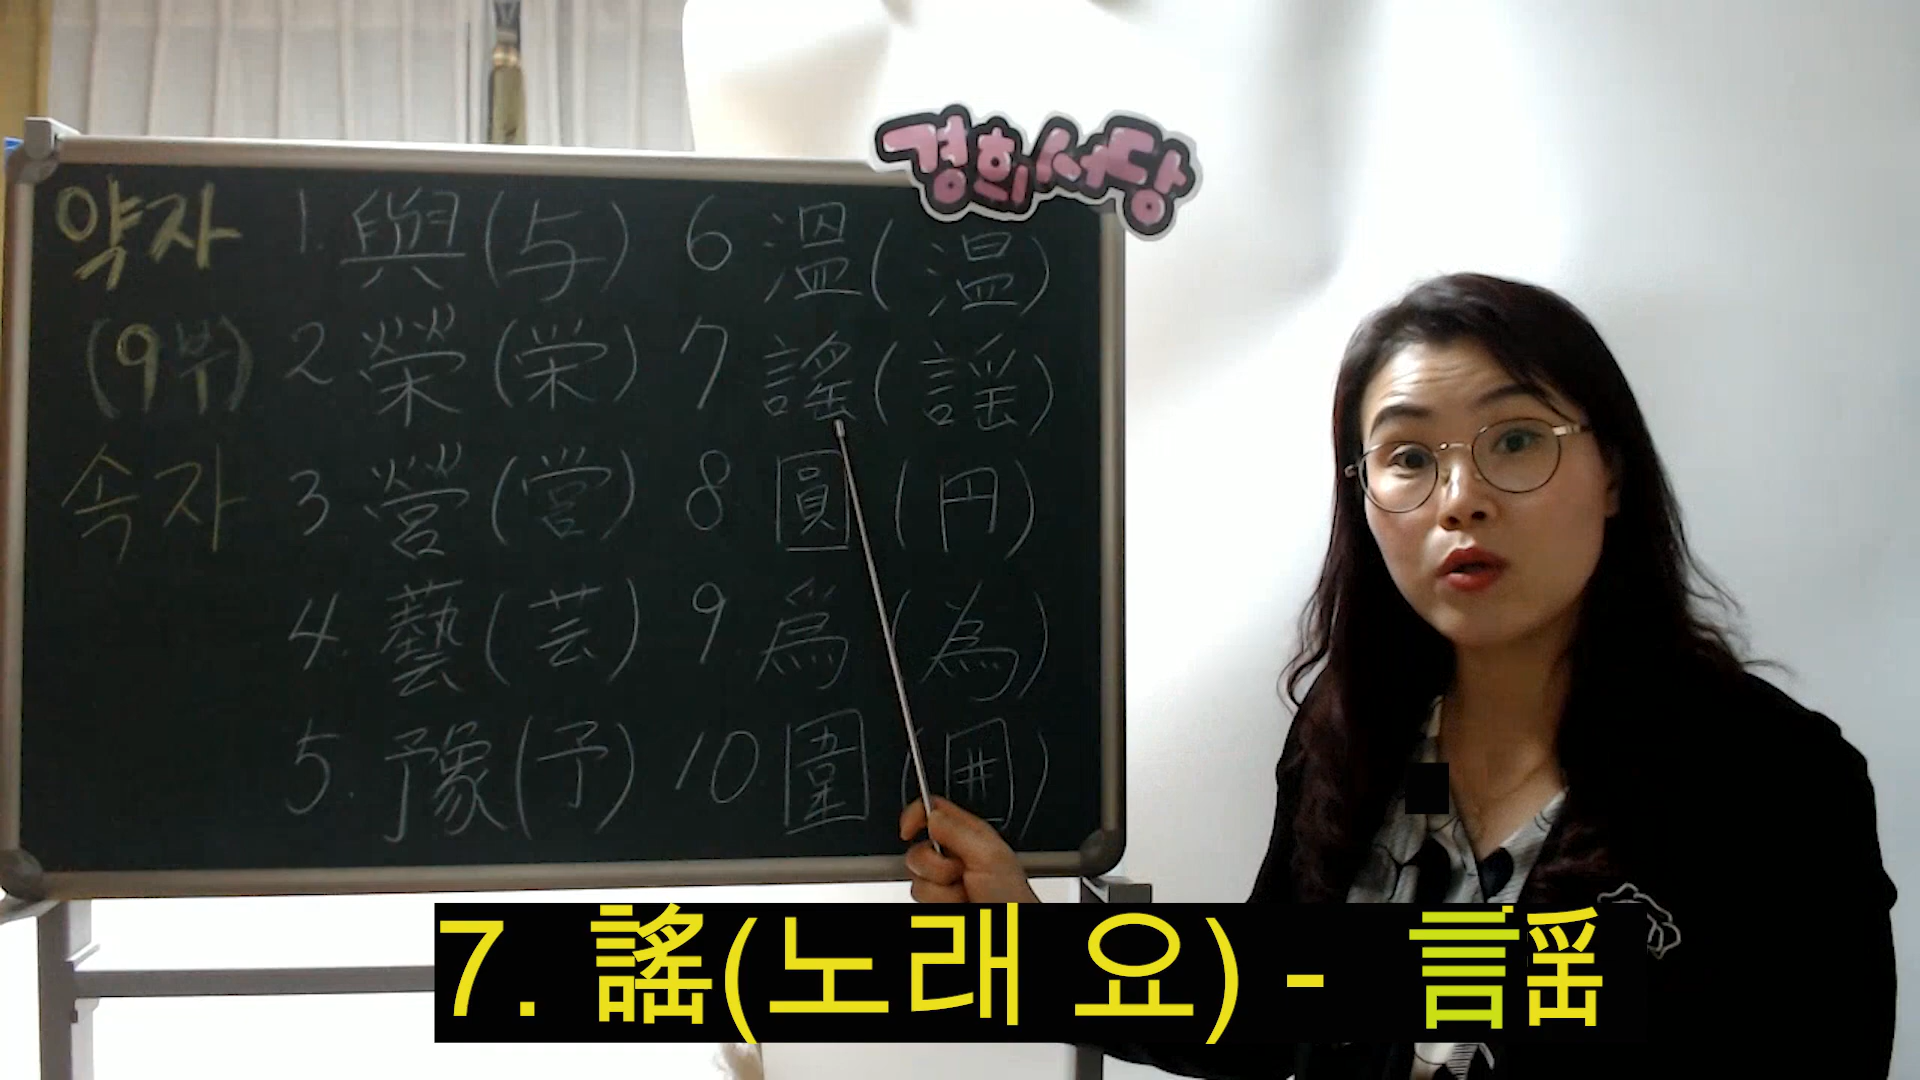 경희서당
약자 1. 與(与) 6 溫(温)
(9부) 2 榮(栄) 7 謠(謡)
속자 3 營(営) 8 圓(円)
4. 藝(芸) 9 爲(為)
5. 豫(予) 10 圍(囲)
7. 謠(노래 요) - 謡